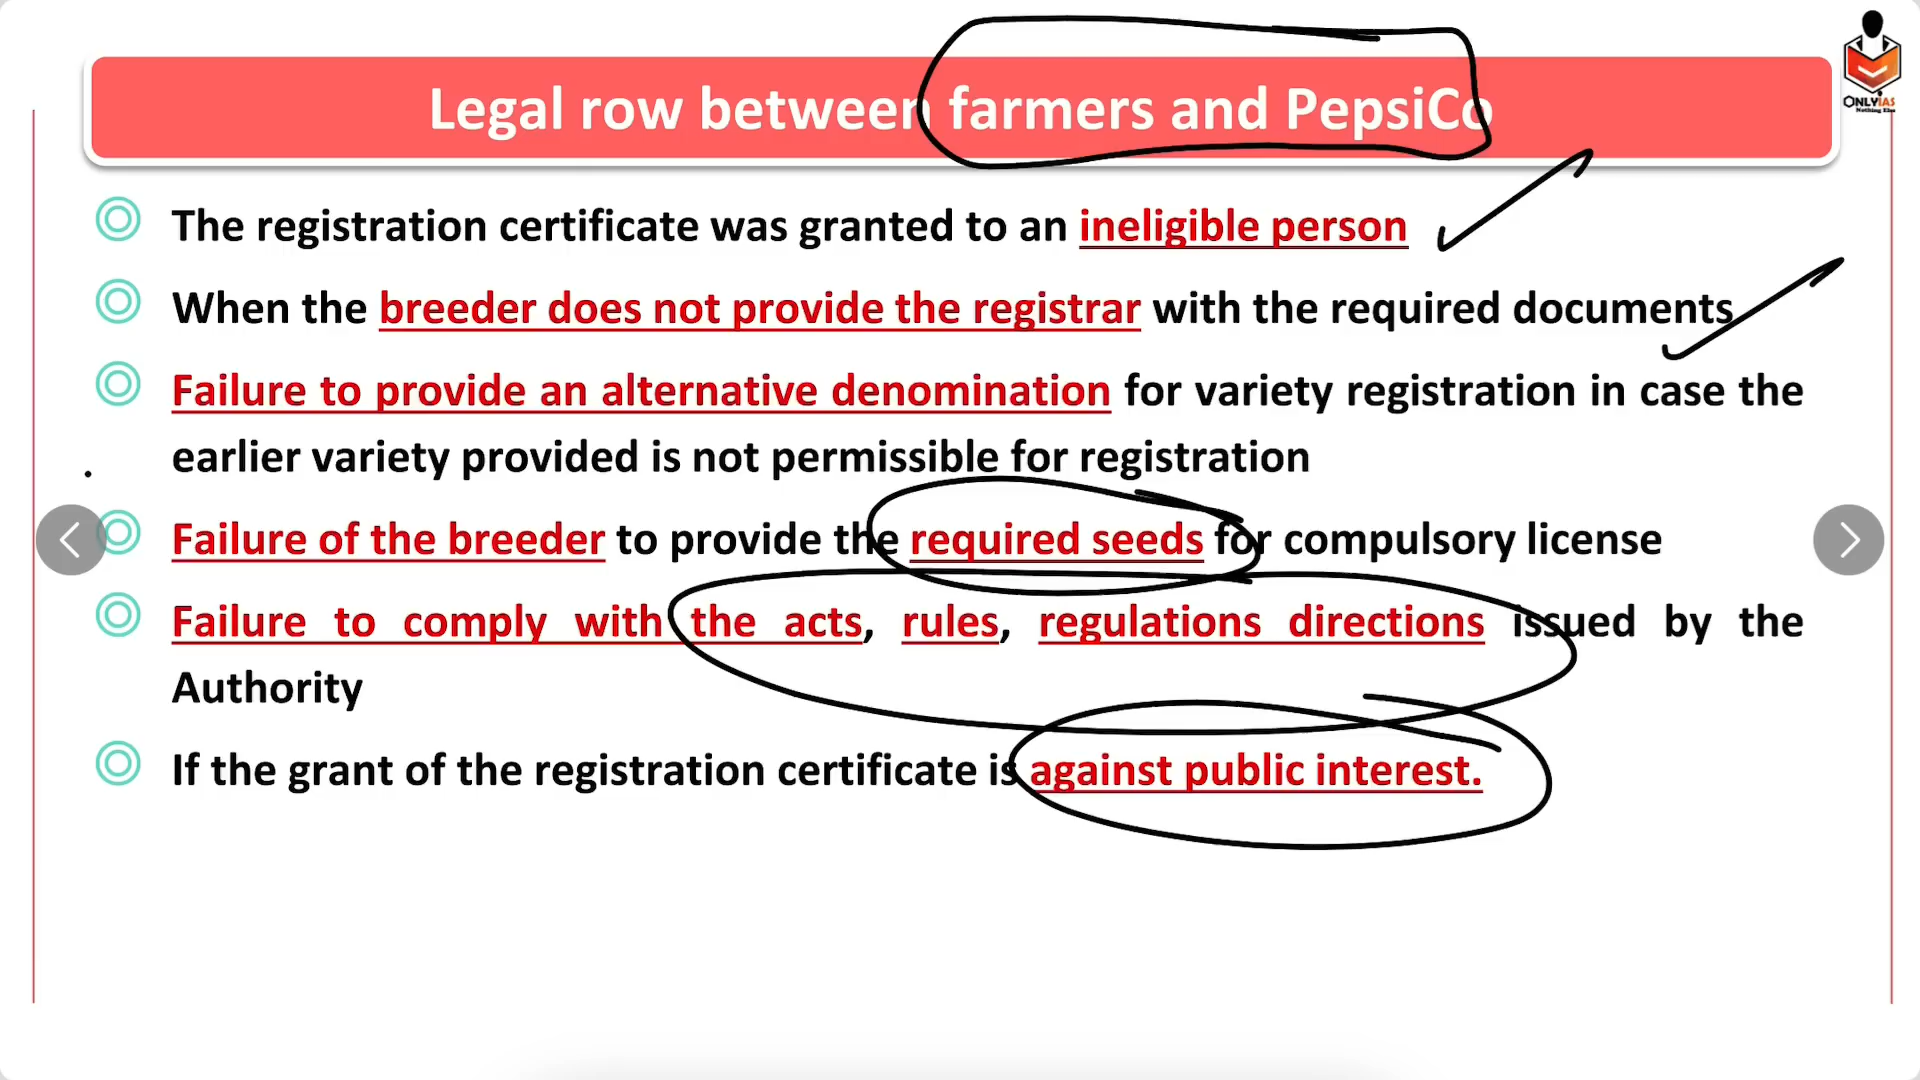 Legal row between farmers and PepsiCo
ONLYIAS
Nothing Else
The registration certificate was granted to an ineligible person
When the breeder does not provide the registrar with the required documents
Failure to provide an alternative denomination for variety registration in case the
earlier variety provided is not permissible for registration
Failure of the breeder to provide the required seeds for compulsory license
Failure to comply with the acts, rules, regulations directions issued by the
Authority
If the grant of the registration certificate is against public interest.